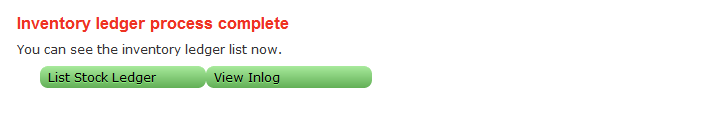 Inventory ledger process complete
You can see the inventory ledger list now.
List Stock Ledger View Inlog